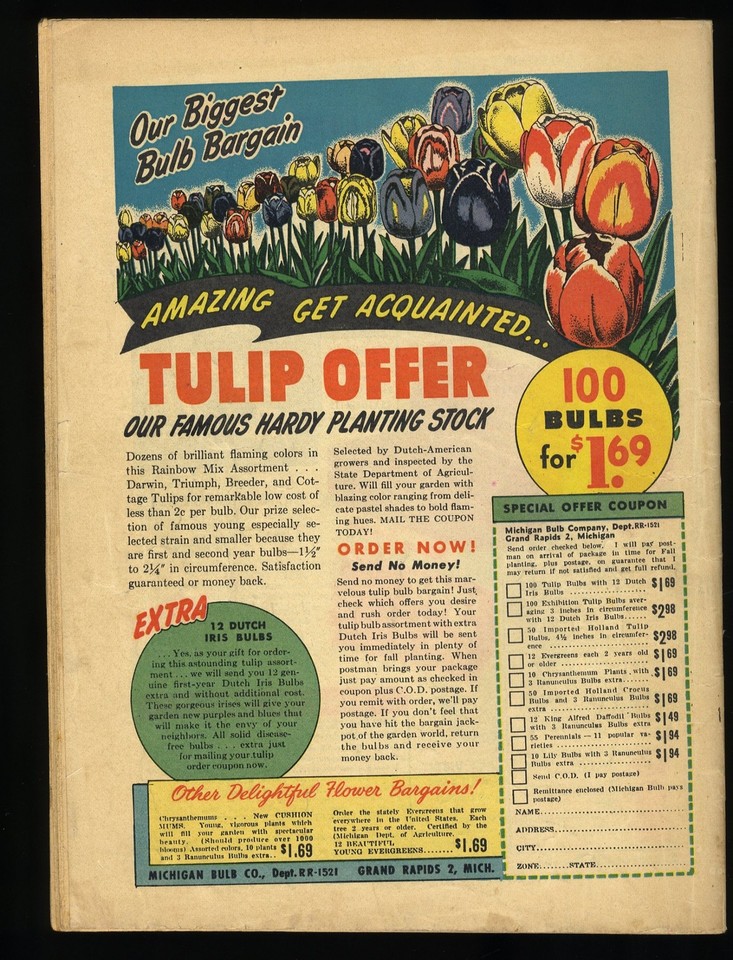 Our Biggest
Bulb Bargain
AMAZING GET ACQUAINTED...
TULIP OFFER
OUR FAMOUS HARDY PLANTING STOCK
100
BULBS
for $1.69
Dozens of brilliant flaming colors in
this Rainbow Mix Assortment . . .
Darwin, Triumph, Breeder, and Cot-
tage Tulips for remarkable low cost of
less than 2c per bulb. Our prize selec-
tion of famous young especially se-
lected strain and smaller because they
are first and second year bulbs—1½"
to 2¼" in circumference. Satisfaction
guaranteed or money back.
EXTRA
12 DUTCH
IRIS BULBS
. . . Yes, as your gift for order-
ing this astounding tulip assort-
ment . . . we will send you 12 gen-
uine first-year Dutch Iris Bulbs
extra and without additional cost.
These gorgeous irises will give your
garden new purples and blues that
will make it the envy of your
neighbors. All solid disease-
free bulbs . . . extra just
for mailing your tulip
order coupon now.
Selected by Dutch-American
growers and inspected by the
State Department of Agricul-
ture. Will fill your garden with
blazing color ranging from deli-
cate pastel shades to bold flam-
ing hues. MAIL THE COUPON
TODAY!
ORDER NOW!
Send No Money!
Send no money to get this mar-
velous tulip bulb bargain! Just
check which offers you desire
and rush order today! Your
tulip bulb assortment with extra
Dutch Iris Bulbs will be sent
you immediately in plenty of
time for fall planting. When
postman brings your package
just pay amount as checked in
coupon plus C.O.D. postage. If
you remit with order, we'll pay
postage. If you don't feel that
you have hit the bargain jack-
pot of the garden world, return
the bulbs and receive your
money back.
SPECIAL OFFER COUPON
Michigan Bulb Company, Dept. RR-1521
Grand Rapids 2, Michigan
Send order checked below. I will pay post-
man on arrival of package in time for Fall
planting, plus postage, on guarantee that I
may return if not satisfied and get full refund.
100 Tulip Bulbs with 12 Dutch
Iris Bulbs .................... $1.69
100 Exhibition Tulip Bulbs aver-
aging 3 inches in circumference
with 12 Dutch Iris Bulbs..... $2.98
50 Imported Holland Tulip
Bulbs, 4½ inches in circumfer-
ence .................... $2.98
12 Evergreens each 2 years old
or older .................... $1.69
10 Chrysanthemum Plants with
3 Ranunculus Bulbs extra..... $1.69
50 Imported Holland Crocus
Bulbs and 3 Ranunculus Bulbs
extra .................... $1.69
12 King Alfred Daffodil Bulbs
with 3 Ranunculus Bulbs extra $1.49
55 Perennials — 11 popular va-
rieties .................... $1.94
10 Lily Bulbs with 3 Ranunculus
Bulbs extra .................... $1.94
Send C.O.D. (I pay postage)
Remittance enclosed (Michigan Bulb pays
postage)
NAME....................
ADDRESS....................
CITY....................
ZONE......STATE....................
Other Delightful Flower Bargains!
Chrysanthemums . . . New CUSHION
MUMS. Young, vigorous plants which
will fill your garden with spectacular
beauty. (Should produce over 1000
blooms) Assorted colors, 10 plants
and 3 Ranunculus Bulbs extra.. $1.69
Order the stately Evergreens that grow
everywhere in the United States. Each
tree 2 years or older. Certified by the
(Michigan Dept. of Agriculture.
12 BEAUTIFUL
YOUNG EVERGREENS........ $1.69
MICHIGAN BULB CO., Dept. RR-1521 GRAND RAPIDS 2, MICH.